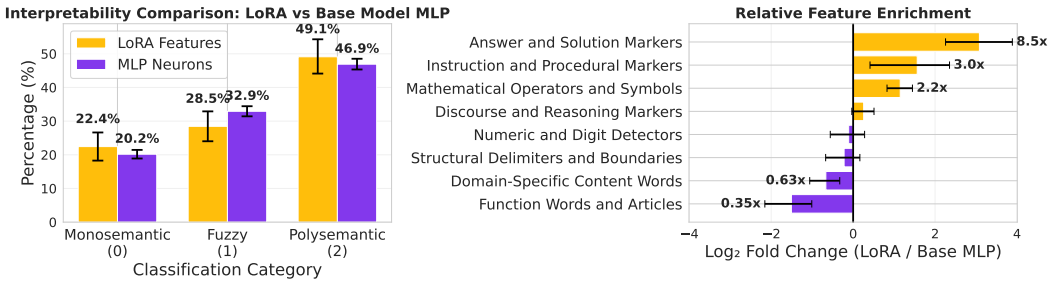 Interpretability Comparison: LoRA vs Base Model MLP
LoRA Features
MLP Neurons
Percentage (%)
50
40
30
20
10
0
22.4%
20.2%
28.5%
32.9%
49.1%
46.9%
Monosemantic
(0)
Fuzzy
(1)
Polysemantic
(2)
Classification Category
Relative Feature Enrichment
Answer and Solution Markers
8.5x
Instruction and Procedural Markers
3.0x
Mathematical Operators and Symbols
2.2x
Discourse and Reasoning Markers
Numeric and Digit Detectors
Structural Delimiters and Boundaries
Domain-Specific Content Words
0.63x
Function Words and Articles
0.35x
−4
−2
0
2
4
Log₂ Fold Change (LoRA / Base MLP)